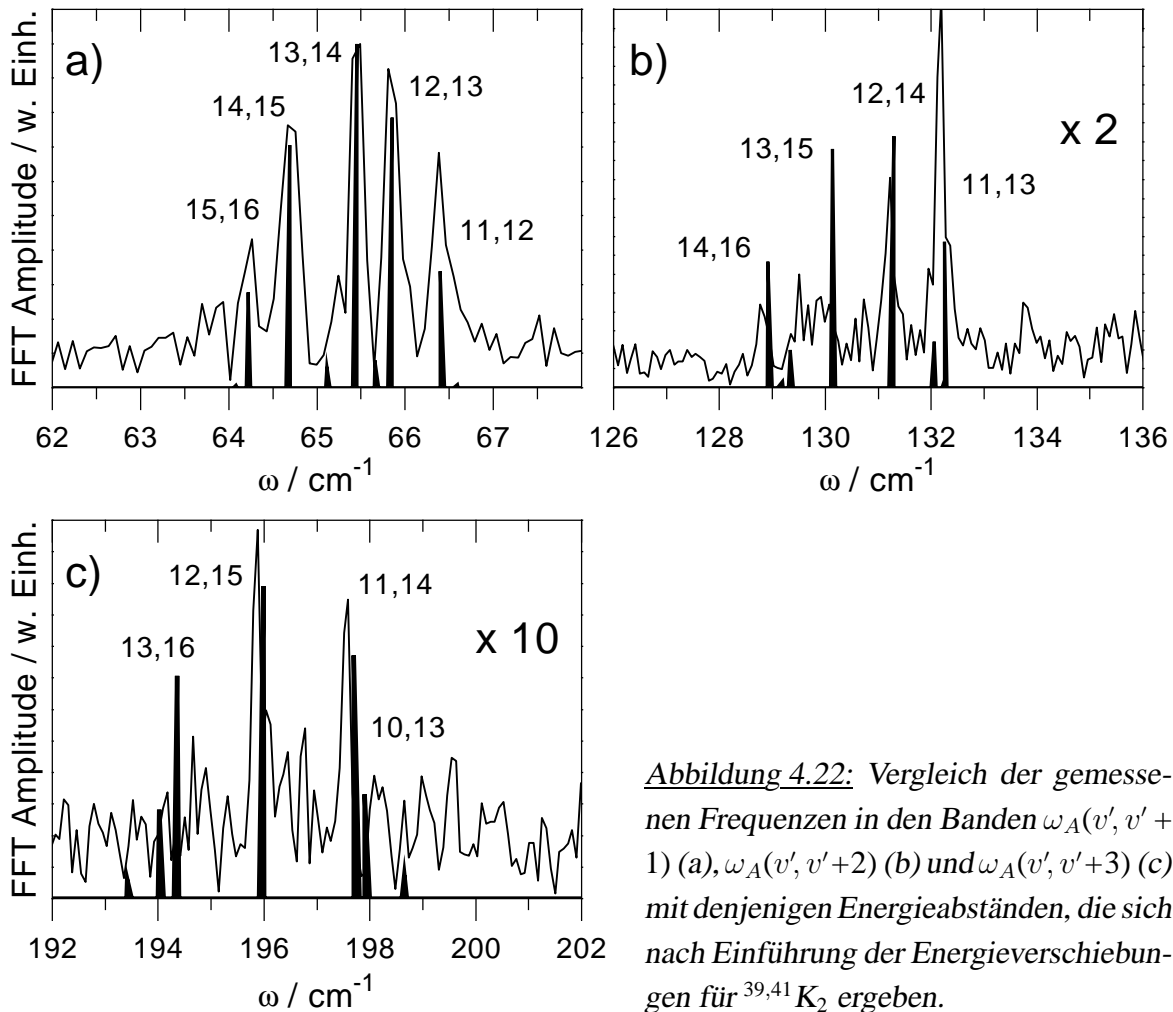 a)
FFT Amplitude / w. Einh.
13,14
12,13
14,15
15,16
11,12
62 63 64 65 66 67
ω / cm⁻¹
b)
x 2
12,14
13,15
11,13
14,16
126 128 130 132 134 136
ω / cm⁻¹
c)
FFT Amplitude / w. Einh.
12,15
11,14
13,16
x 10
10,13
192 194 196 198 200 202
ω / cm⁻¹
Abbildung 4.22: Vergleich der gemesse-
nen Frequenzen in den Banden ω_A(v′, v′ +
1) (a), ω_A(v′, v′+2) (b) und ω_A(v′, v′+3) (c)
mit denjenigen Energieabständen, die sich
nach Einführung der Energieverschiebun-
gen für ³⁹,⁴¹K₂ ergeben.